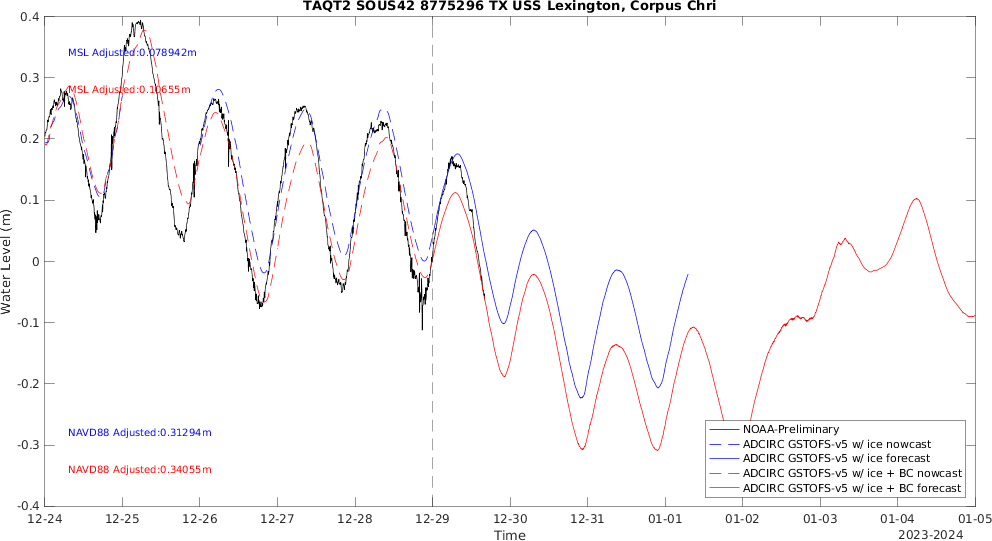 TAQT2 SOUS42 8775296 TX USS Lexington, Corpus Chri
0.4
0.3
0.2
0.1
0
-0.1
-0.2
-0.3
-0.4
Water Level (m)
MSL Adjusted:0.078942m
MSL Adjusted:0.10655m
NAVD88 Adjusted:0.31294m
NAVD88 Adjusted:0.34055m
NOAA-Preliminary
ADCIRC GSTOFS-v5 w/ ice nowcast
ADCIRC GSTOFS-v5 w/ ice forecast
ADCIRC GSTOFS-v5 w/ ice + BC nowcast
ADCIRC GSTOFS-v5 w/ ice + BC forecast
12-24 12-25 12-26 12-27 12-28 12-29 12-30 12-31 01-01 01-02 01-03 01-04 01-05
Time
2023-2024